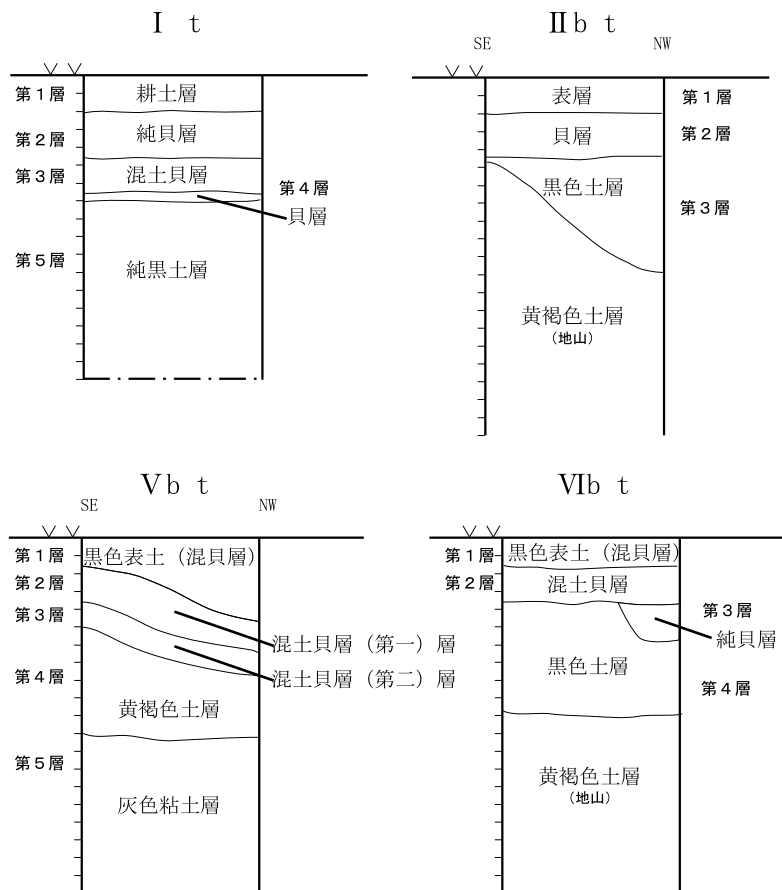 Ⅰ t
第1層
耕土層
第2層
純貝層
第3層
混土貝層
第4層
貝層
第5層
純黒土層
Ⅱb t
SE
NW
表層
第1層
貝層
第2層
黒色土層
第3層
黄褐色土層
(地山)
Ⅴb t
SE
NW
第1層
黒色表土(混貝層)
第2層
第3層
混土貝層(第一)層
混土貝層(第二)層
第4層
黄褐色土層
第5層
灰色粘土層
Ⅵb t
第1層
黒色表土(混貝層)
第2層
混土貝層
第3層
純貝層
黒色土層
第4層
黄褐色土層
(地山)